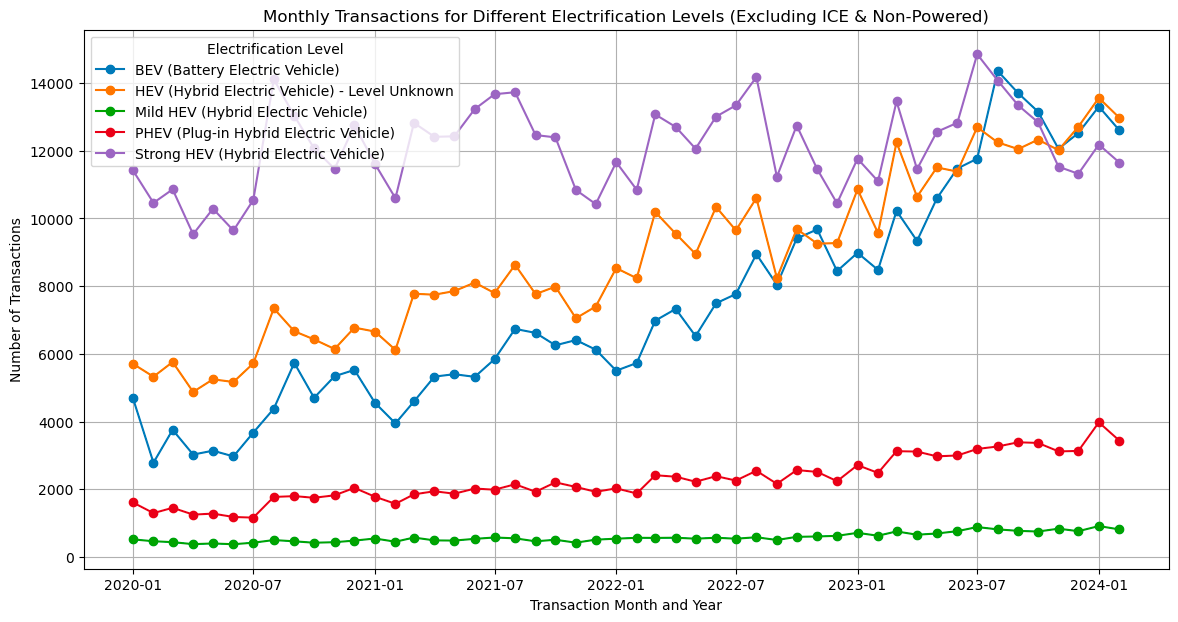 Monthly Transactions for Different Electrification Levels (Excluding ICE & Non-Powered)
Electrification Level
BEV (Battery Electric Vehicle)
HEV (Hybrid Electric Vehicle) - Level Unknown
Mild HEV (Hybrid Electric Vehicle)
PHEV (Plug-in Hybrid Electric Vehicle)
Strong HEV (Hybrid Electric Vehicle)
Number of Transactions
14000
12000
10000
8000
6000
4000
2000
0
2020-01 2020-07 2021-01 2021-07 2022-01 2022-07 2023-01 2023-07 2024-01
Transaction Month and Year